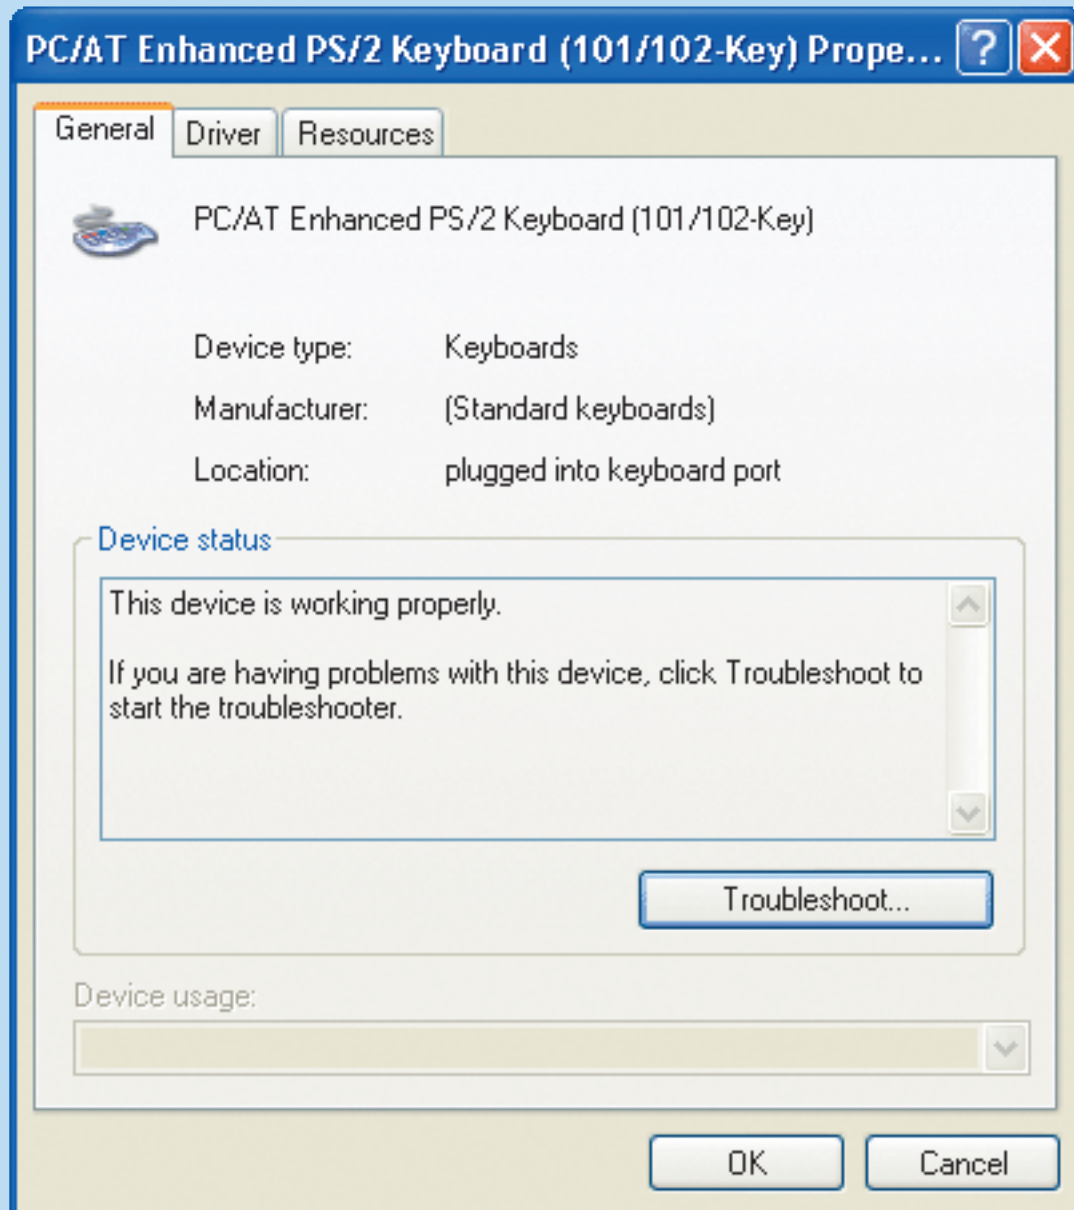 PC/AT Enhanced PS/2 Keyboard (101/102-Key) Prope...
General Driver Resources
PC/AT Enhanced PS/2 Keyboard (101/102-Key)
Device type: Keyboards
Manufacturer: (Standard keyboards)
Location: plugged into keyboard port
Device status
This device is working properly.
If you are having problems with this device, click Troubleshoot to
start the troubleshooter.
Troubleshoot...
Device usage:
OK Cancel